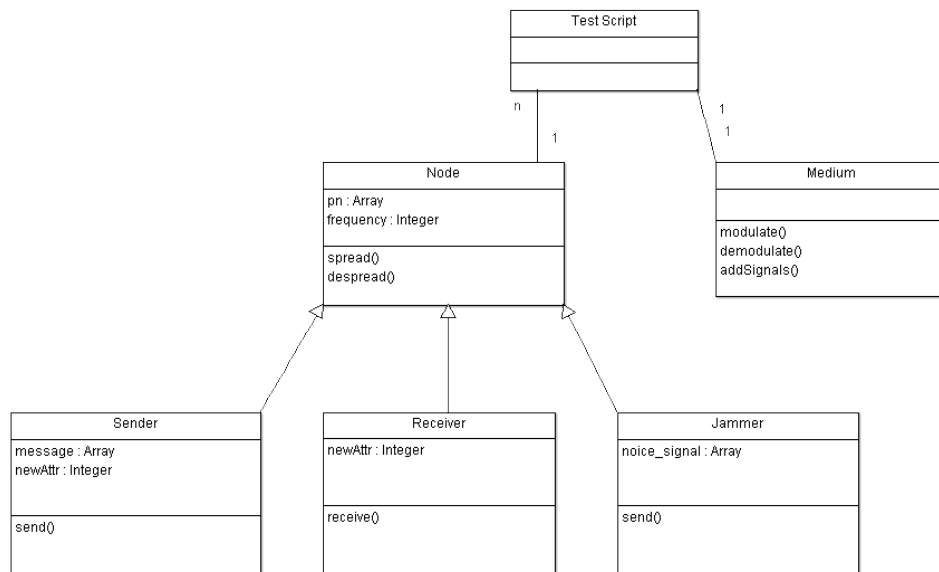 Test Script
n
1
1
1
Node
pn : Array
frequency : Integer
spread()
despread()
Medium
modulate()
demodulate()
addSignals()
Sender
message : Array
newAttr : Integer
send()
Receiver
newAttr : Integer
receive()
Jammer
noice_signal : Array
send()